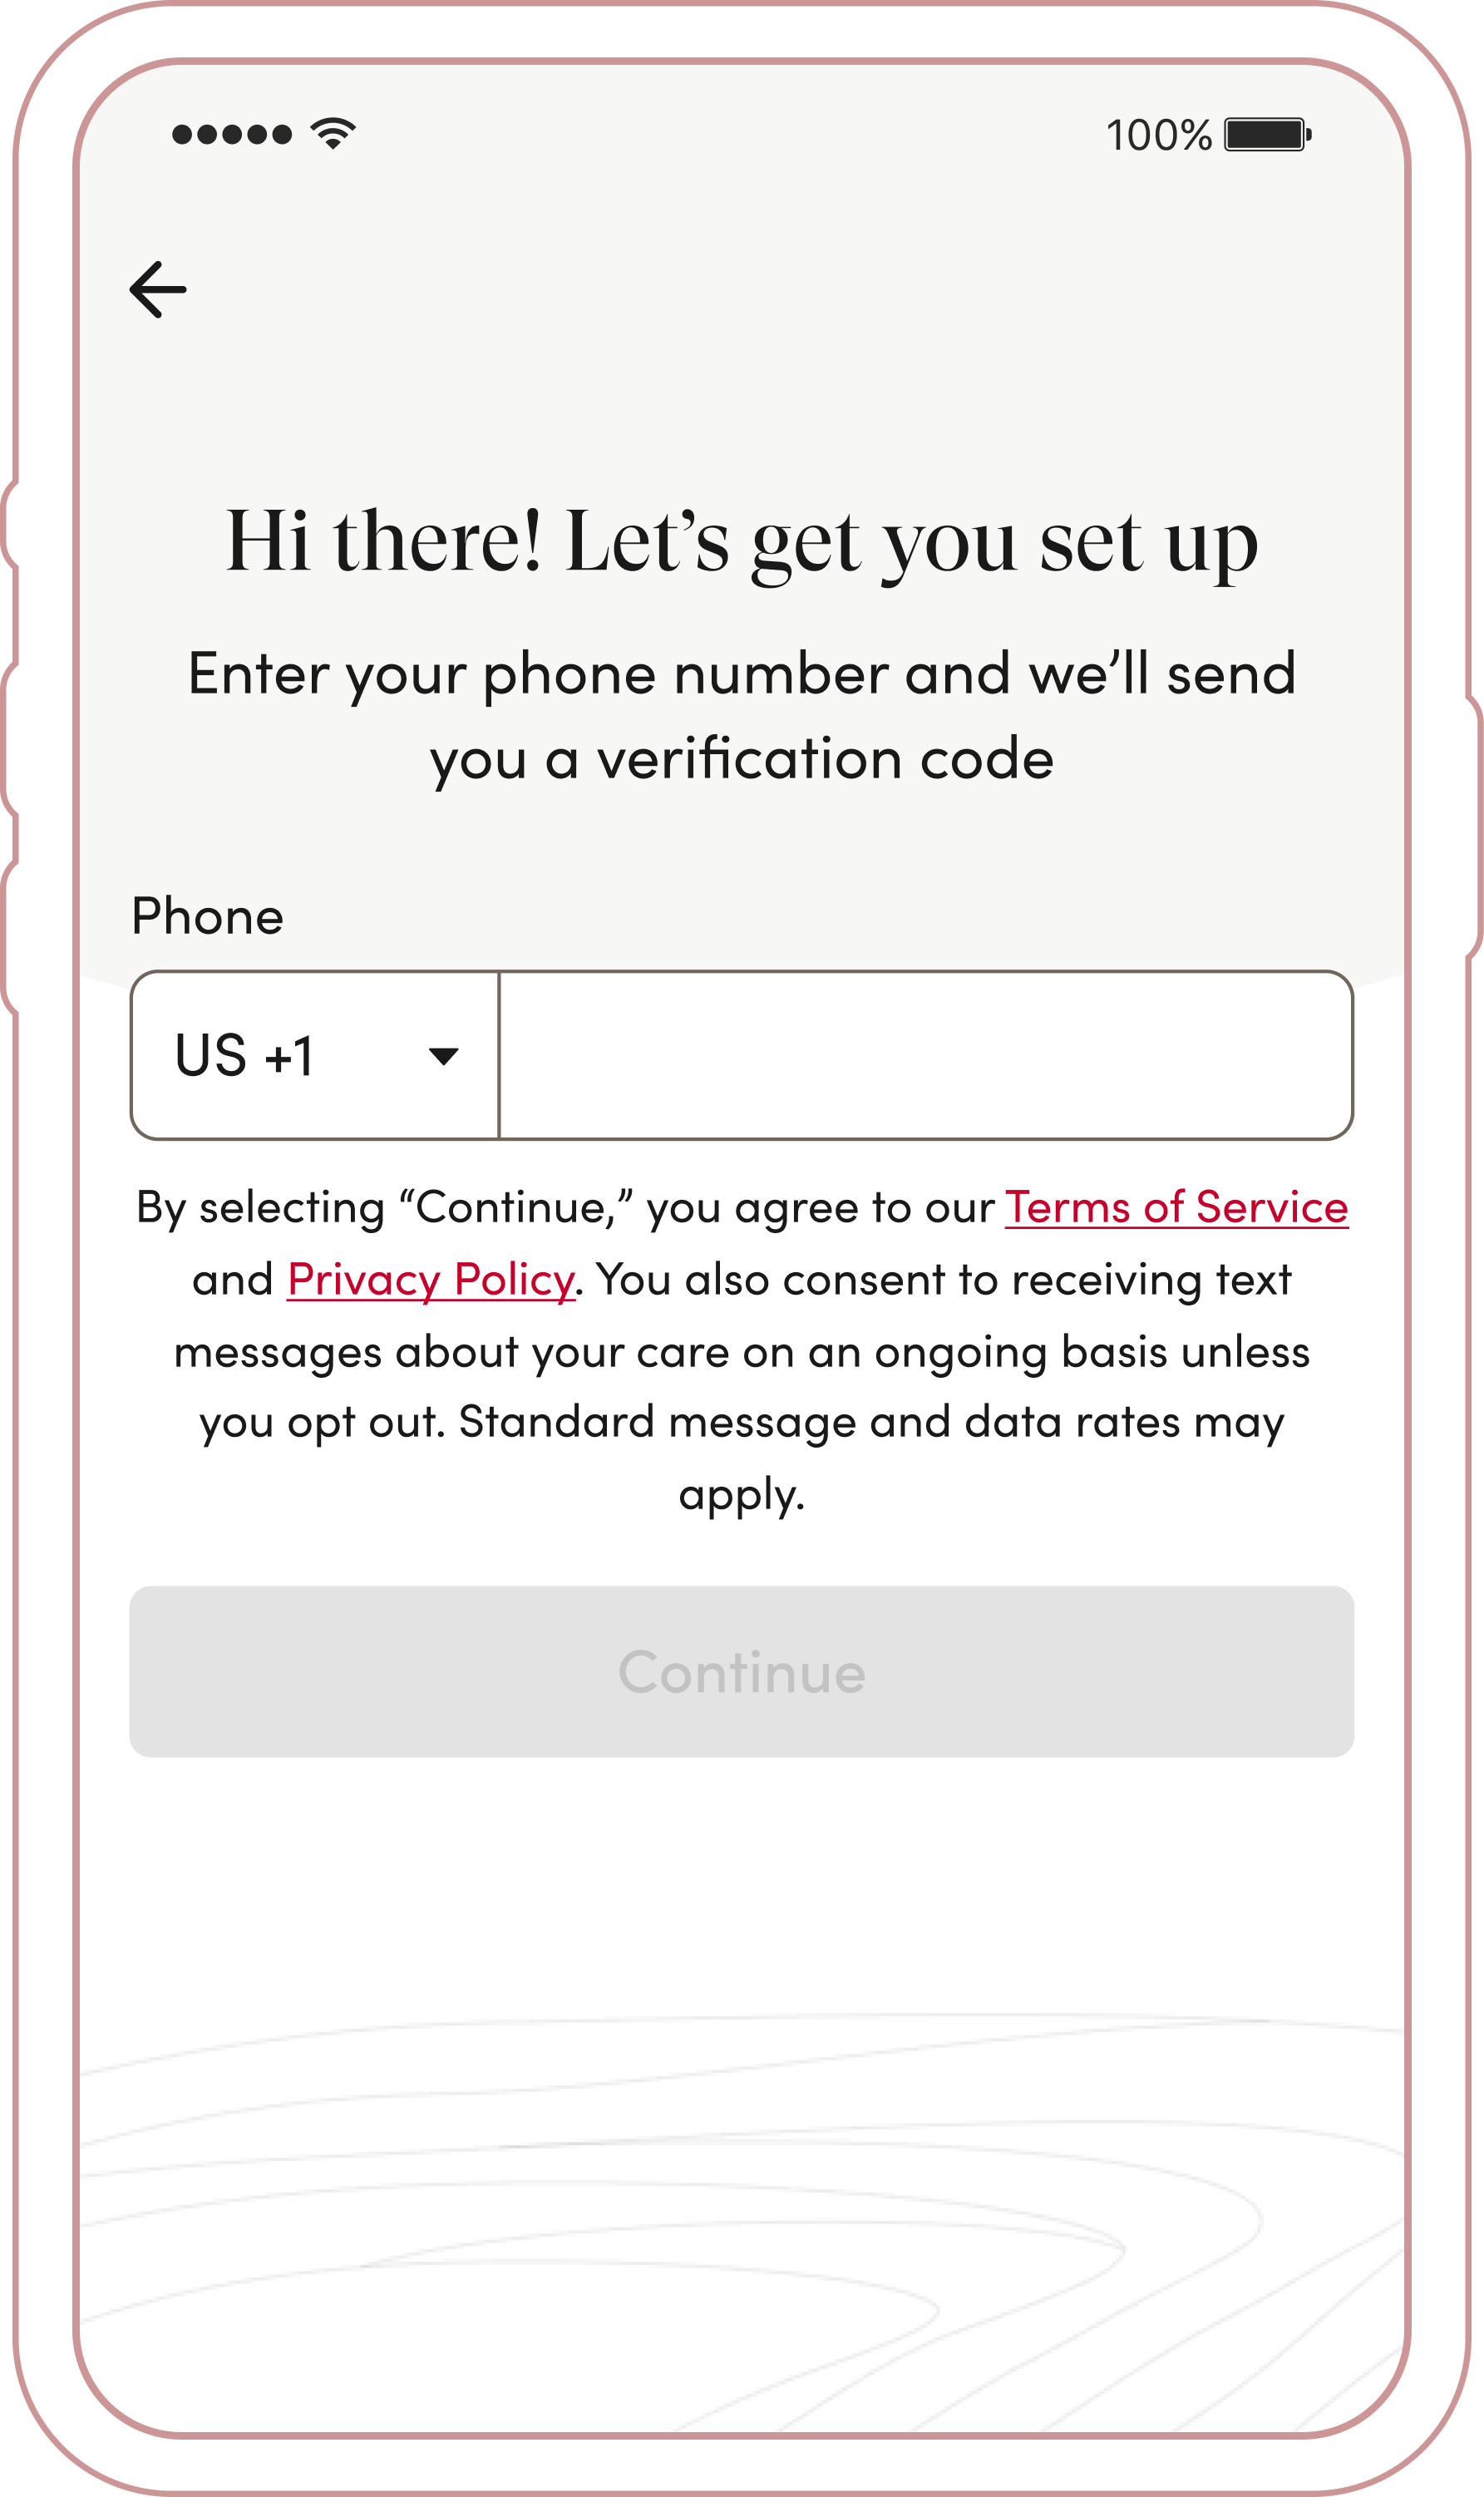 100%
Hi there! Let’s get you set up
Enter your phone number and we’ll send
you a verification code
Phone
US +1
By selecting “Continue,” you agree to our Terms of Service
and Privacy Policy. You also consent to receiving text
messages about your care on an ongoing basis unless
you opt out. Standard message and data rates may
apply.
Continue